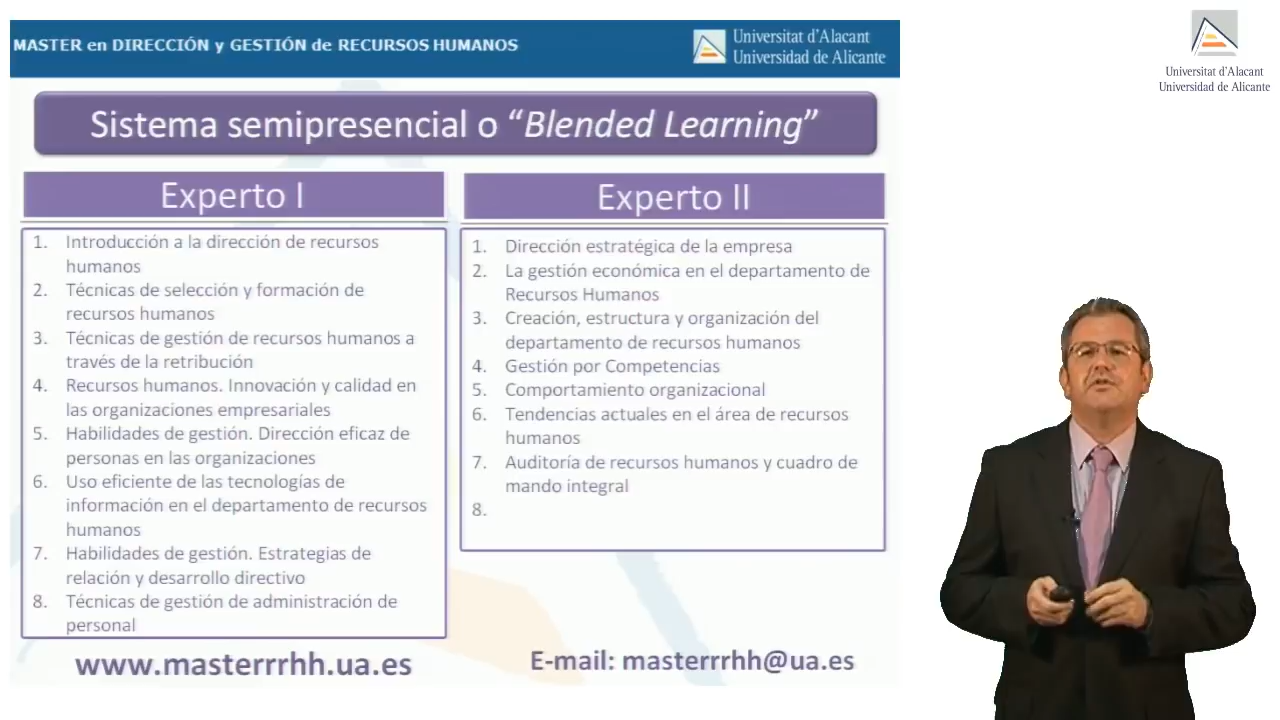 MASTER en DIRECCIÓN y GESTIÓN de RECURSOS HUMANOS
Universitat d'Alacant
Universidad de Alicante
Universitat d'Alacant
Universidad de Alicante
Sistema semipresencial o “Blended Learning”
Experto I
1. Introducción a la dirección de recursos
humanos
2. Técnicas de selección y formación de
recursos humanos
3. Técnicas de gestión de recursos humanos a
través de la retribución
4. Recursos humanos. Innovación y calidad en
las organizaciones empresariales
5. Habilidades de gestión. Dirección eficaz de
personas en las organizaciones
6. Uso eficiente de las tecnologías de
información en el departamento de recursos
humanos
7. Habilidades de gestión. Estrategias de
relación y desarrollo directivo
8. Técnicas de gestión de administración de
personal
Experto II
1. Dirección estratégica de la empresa
2. La gestión económica en el departamento de
Recursos Humanos
3. Creación, estructura y organización del
departamento de recursos humanos
4. Gestión por Competencias
5. Comportamiento organizacional
6. Tendencias actuales en el área de recursos
humanos
7. Auditoría de recursos humanos y cuadro de
mando integral
8.
www.masterrrhh.ua.es
E-mail: masterrrhh@ua.es